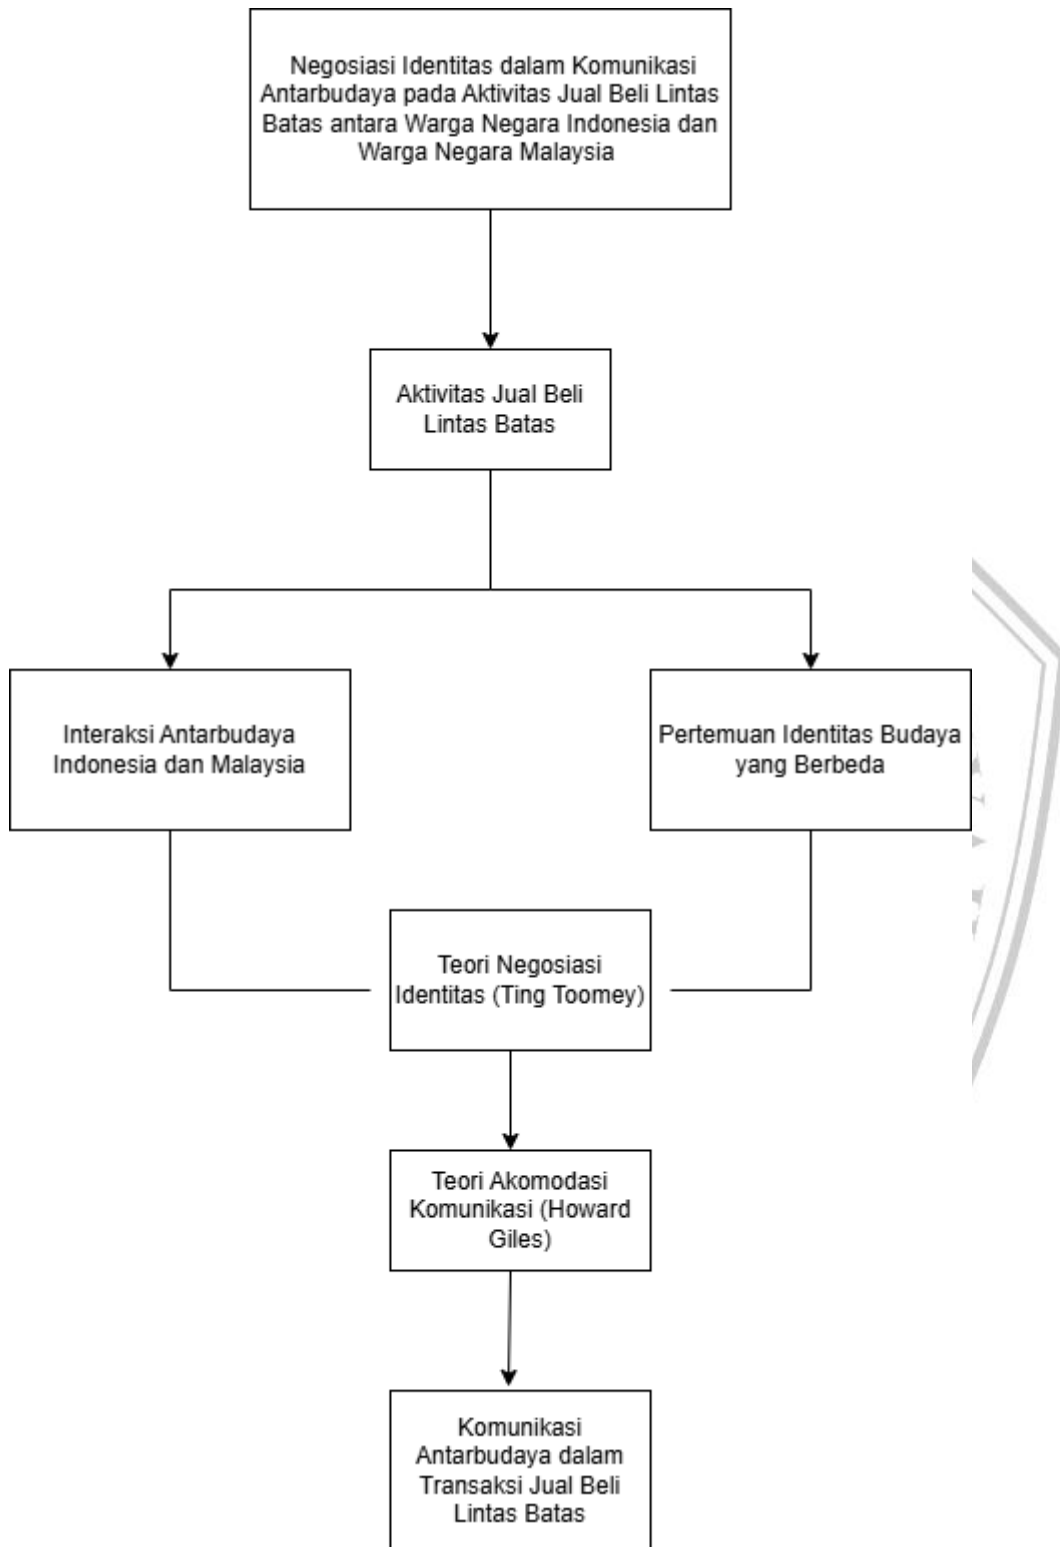 Negosiasi Identitas dalam Komunikasi
Antarbudaya pada Aktivitas Jual Beli Lintas
Batas antara Warga Negara Indonesia dan
Warga Negara Malaysia
Aktivitas Jual Beli
Lintas Batas
Interaksi Antarbudaya
Indonesia dan Malaysia
Pertemuan Identitas Budaya
yang Berbeda
Teori Negosiasi
Identitas (Ting Toomey)
Teori Akomodasi
Komunikasi (Howard
Giles)
Komunikasi
Antarbudaya dalam
Transaksi Jual Beli
Lintas Batas